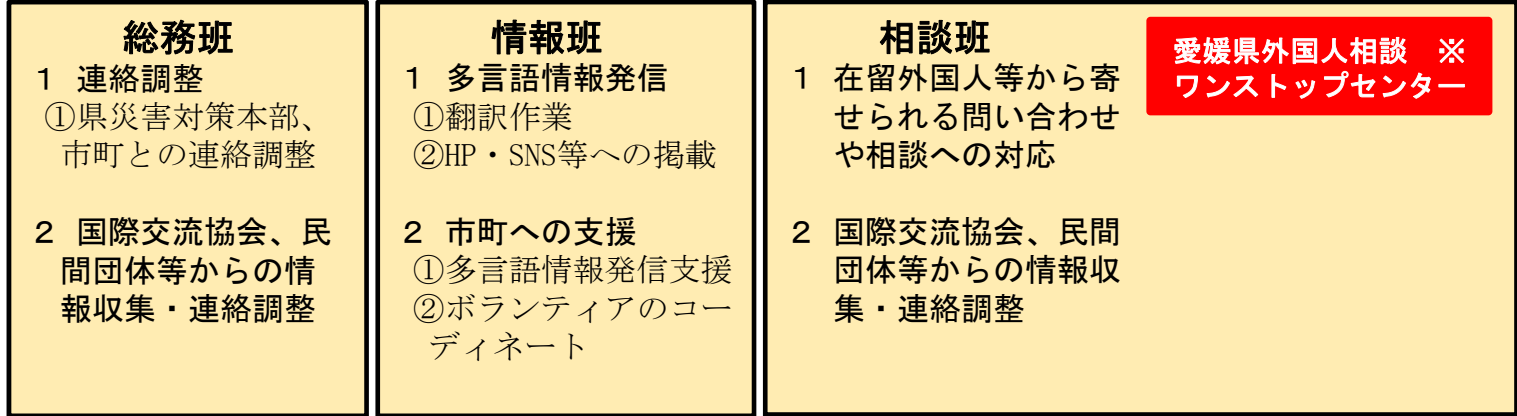 総務班
１ 連絡調整
①県災害対策本部、
市町との連絡調整
２ 国際交流協会、民
間団体等からの情
報収集・連絡調整
情報班
１ 多言語情報発信
①翻訳作業
②HP・SNS等への掲載
２ 市町への支援
①多言語情報発信支援
②ボランティアのコー
ディネート
相談班
１ 在留外国人等から寄
せられる問い合わせ
や相談への対応
２ 国際交流協会、民間
団体等からの情報収
集・連絡調整
愛媛県外国人相談 ※
ワンストップセンター